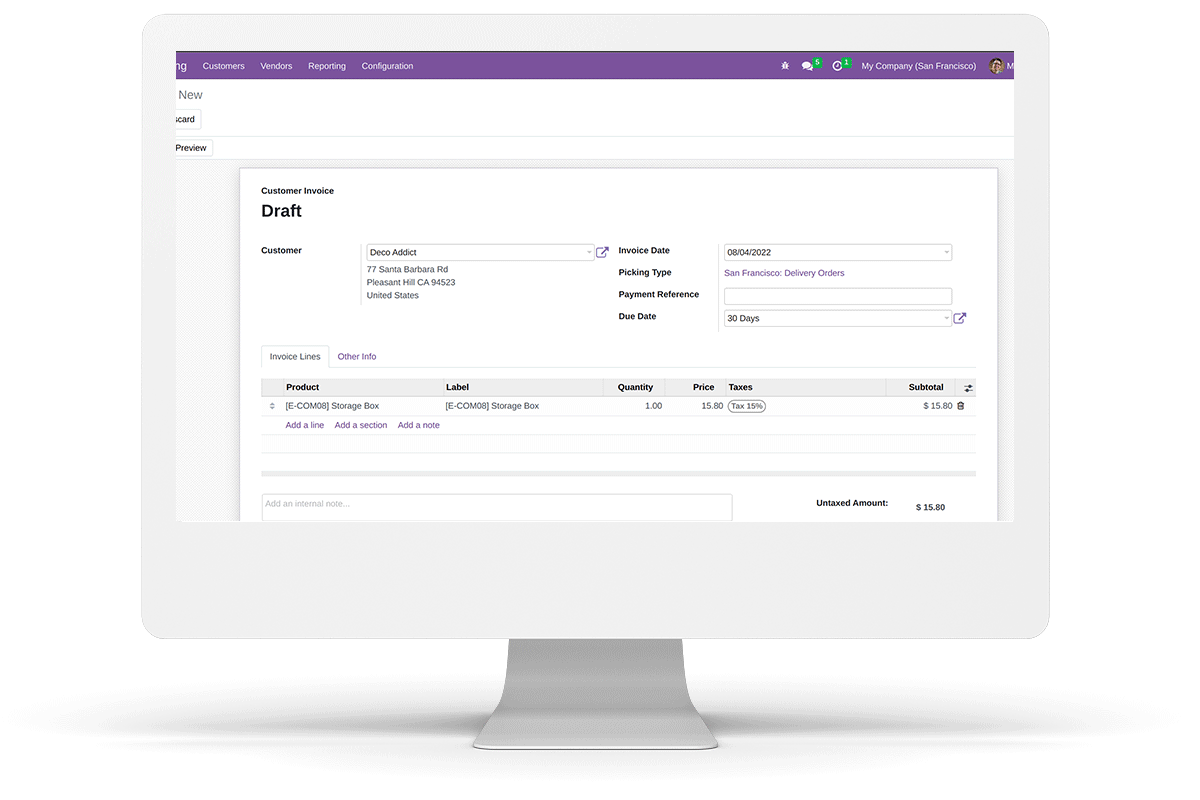 ng Customers Vendors Reporting Configuration 5 1 My Company (San Francisco) M
New
scard
Preview
Customer Invoice
Draft
Customer Deco Addict Invoice Date 08/04/2022
77 Santa Barbara Rd Picking Type San Francisco: Delivery Orders
Pleasant Hill CA 94523
United States Payment Reference
Due Date 30 Days
Invoice Lines Other Info
Product Label Quantity Price Taxes Subtotal
[E-COM08] Storage Box [E-COM08] Storage Box 1.00 15.80 Tax 15% $ 15.80
Add a line Add a section Add a note
Add an internal note... Untaxed Amount: $ 15.80